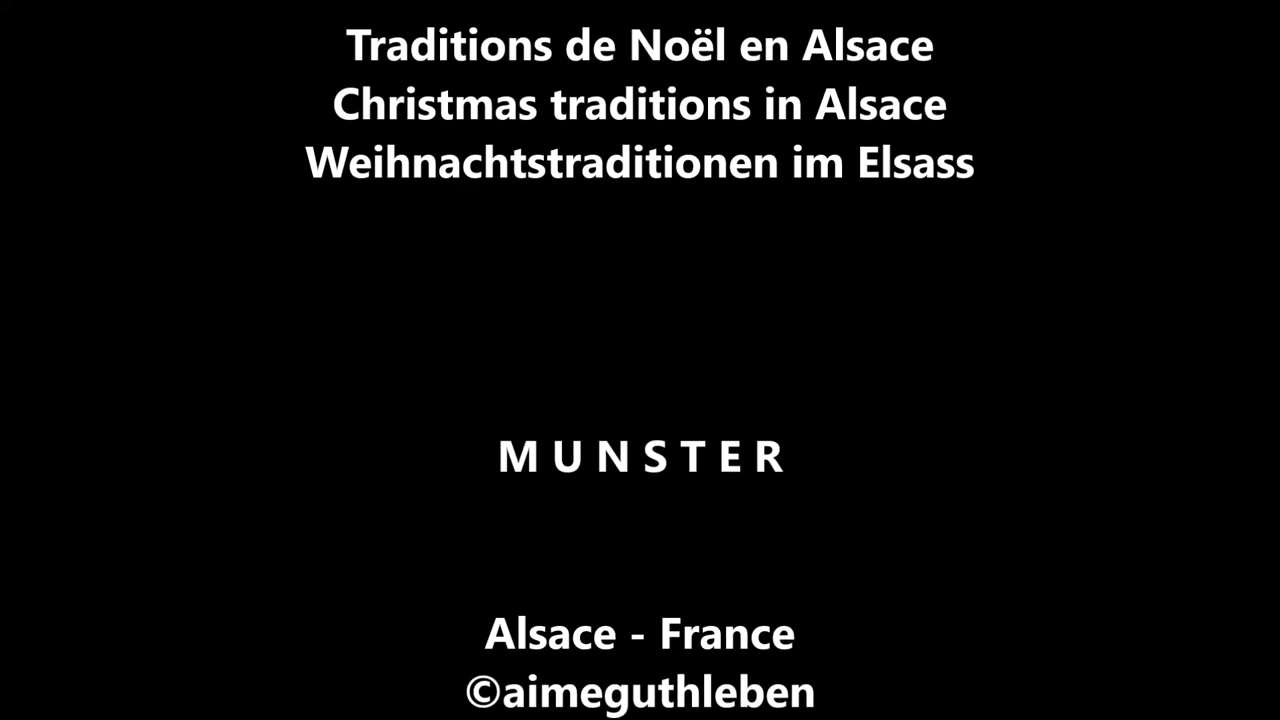 Traditions de Noël en Alsace
Christmas traditions in Alsace
Weihnachtstraditionen im Elsass
M U N S T E R
Alsace - France
©aimeguthleben